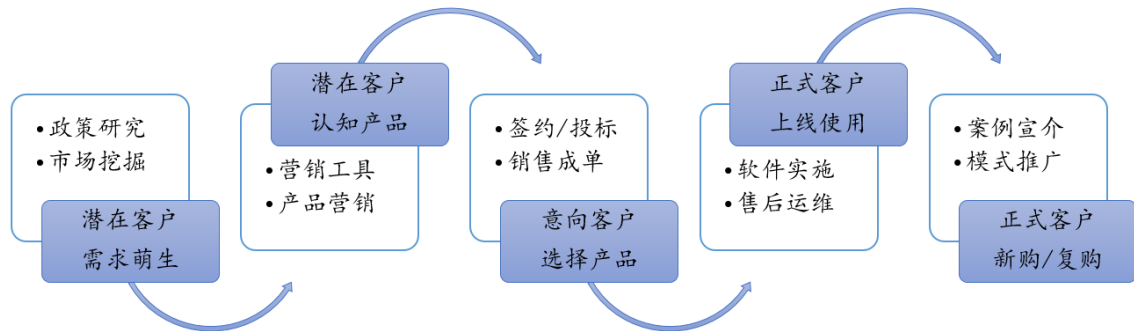 • 政策研究
• 市场挖掘
潜在客户
需求萌生
潜在客户
认知产品
• 营销工具
• 产品营销
• 签约/投标
• 销售成单
意向客户
选择产品
正式客户
上线使用
• 软件实施
• 售后运维
• 案例宣介
• 模式推广
正式客户
新购/复购